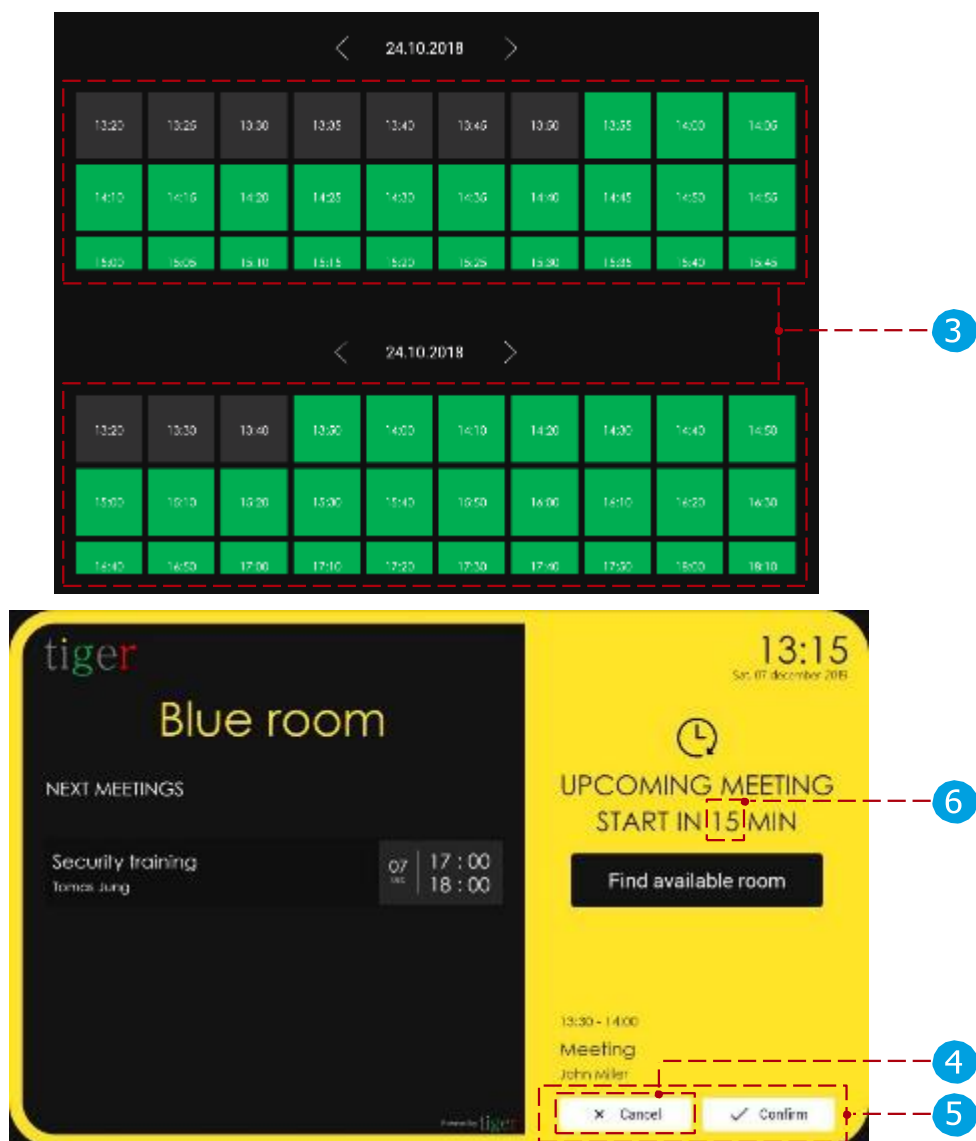 24.10.2018
13:20 13:25 13:30 13:35 13:40 13:45 13:50 13:55 14:00 14:05
14:10 14:15 14:20 14:25 14:30 14:35 14:40 14:45 14:50 14:55
15:00 15:05 15:10 15:15 15:20 15:25 15:30 15:35 15:40 15:45
3
24.10.2018
13:20 13:30 13:40 13:50 14:00 14:10 14:20 14:30 14:40 14:50
15:00 15:10 15:20 15:30 15:40 15:50 16:00 16:10 16:20 16:30
16:40 16:50 17:00 17:10 17:20 17:30 17:40 17:50 18:00 18:10
tiger
13:15
Sat. 07 december 2019
Blue room
NEXT MEETINGS
UPCOMING MEETING
START IN 15 MIN
6
Security training
Tomas Jung
07
17 : 00
18 : 00
Find available room
13:30 - 14:00
Meeting
John Miller
4
Cancel
Confirm
5
Powered by tiger